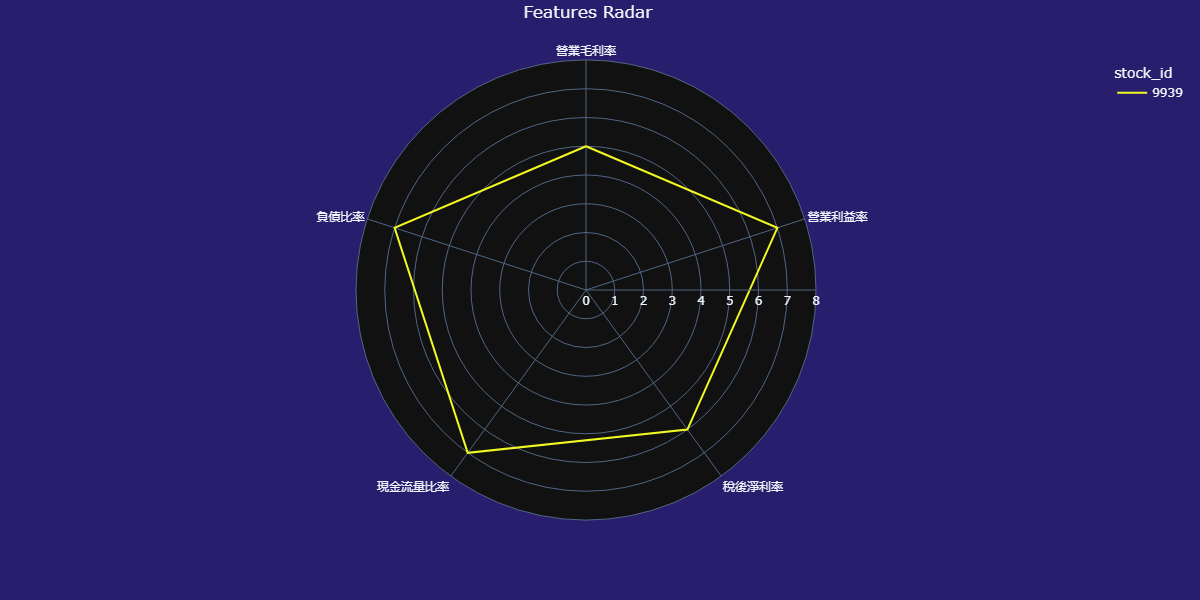 Features Radar
營業毛利率
stock_id
9939
負債比率
營業利益率
0 1 2 3 4 5 6 7 8
現金流量比率
稅後淨利率